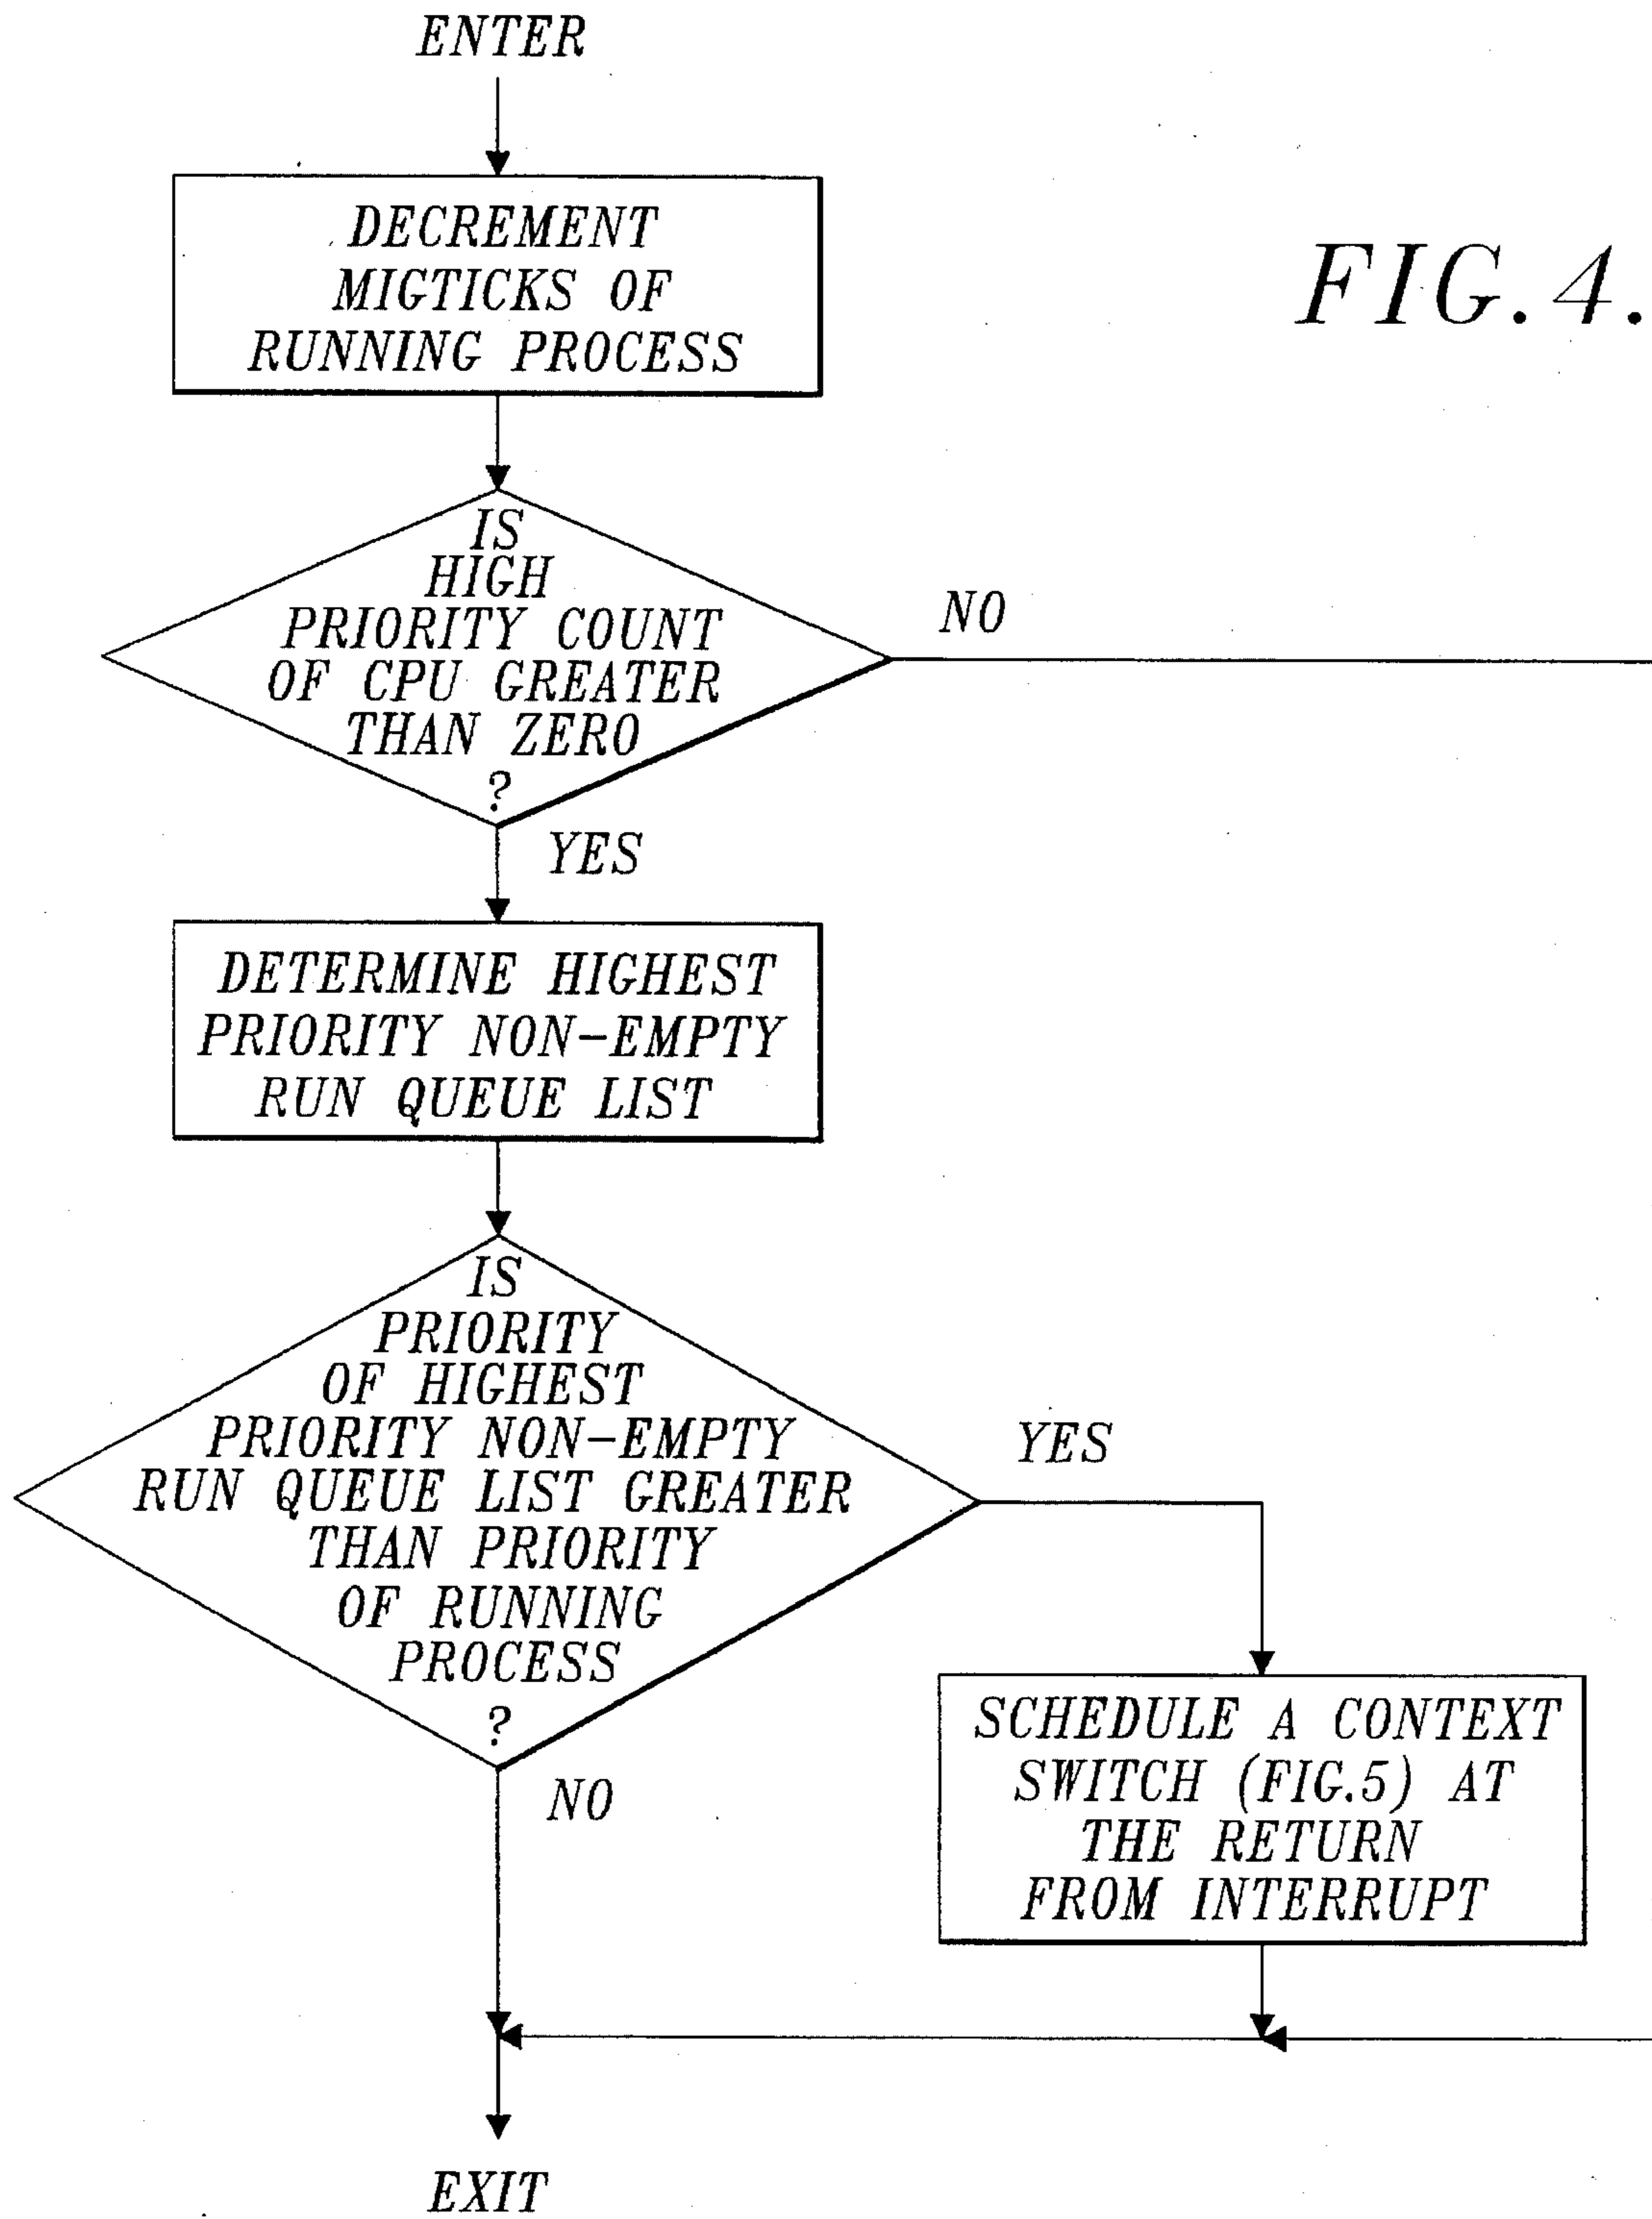 ENTER
DECREMENT
MIGTICKS OF
RUNNING PROCESS
FIG. 4.
IS
HIGH
PRIORITY COUNT
OF CPU GREATER
THAN ZERO
?
NO
YES
DETERMINE HIGHEST
PRIORITY NON-EMPTY
RUN QUEUE LIST
IS
PRIORITY
OF HIGHEST
PRIORITY NON-EMPTY
RUN QUEUE LIST GREATER
THAN PRIORITY
OF RUNNING
PROCESS
?
YES
NO
SCHEDULE A CONTEXT
SWITCH (FIG.5) AT
THE RETURN
FROM INTERRUPT
EXIT